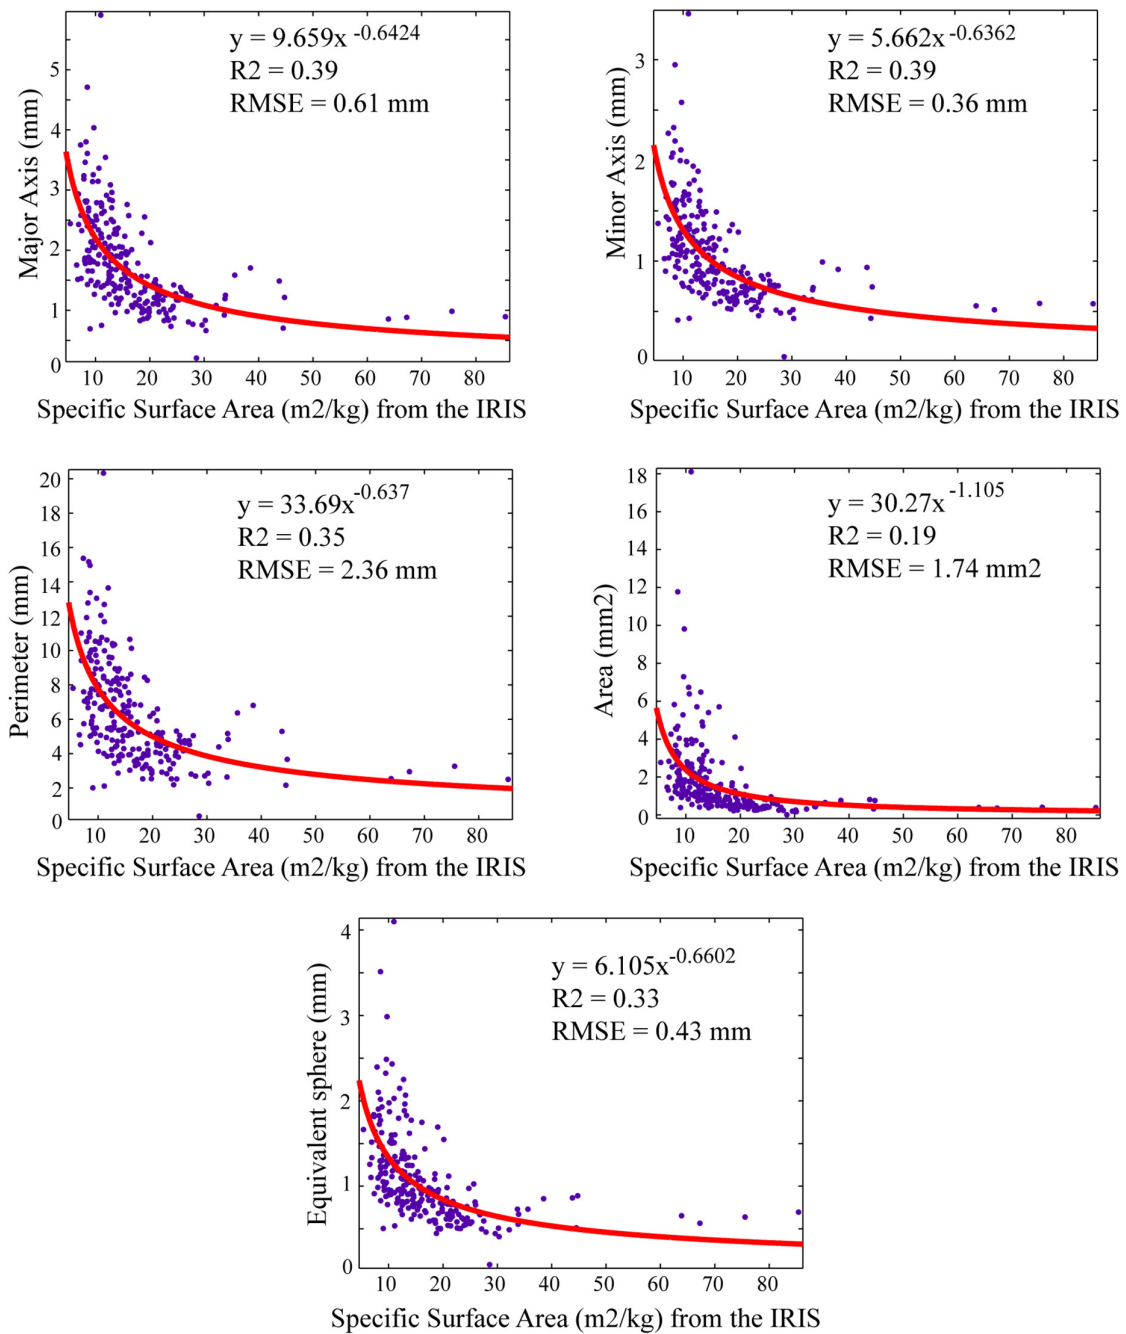 y = 9.659x -0.6424
R2 = 0.39
RMSE = 0.61 mm
Major Axis (mm)
5
4
3
2
1
0
10 20 30 40 50 60 70 80
Specific Surface Area (m2/kg) from the IRIS
y = 5.662x -0.6362
R2 = 0.39
RMSE = 0.36 mm
Minor Axis (mm)
3
2
1
0
10 20 30 40 50 60 70 80
Specific Surface Area (m2/kg) from the IRIS
y = 33.69x -0.637
R2 = 0.35
RMSE = 2.36 mm
Perimeter (mm)
20
18
16
14
12
10
8
6
4
2
0
10 20 30 40 50 60 70 80
Specific Surface Area (m2/kg) from the IRIS
y = 30.27x -1.105
R2 = 0.19
RMSE = 1.74 mm2
Area (mm2)
18
16
14
12
10
8
6
4
2
0
10 20 30 40 50 60 70 80
Specific Surface Area (m2/kg) from the IRIS
y = 6.105x -0.6602
R2 = 0.33
RMSE = 0.43 mm
Equivalent sphere (mm)
4
3
2
1
0
10 20 30 40 50 60 70 80
Specific Surface Area (m2/kg) from the IRIS